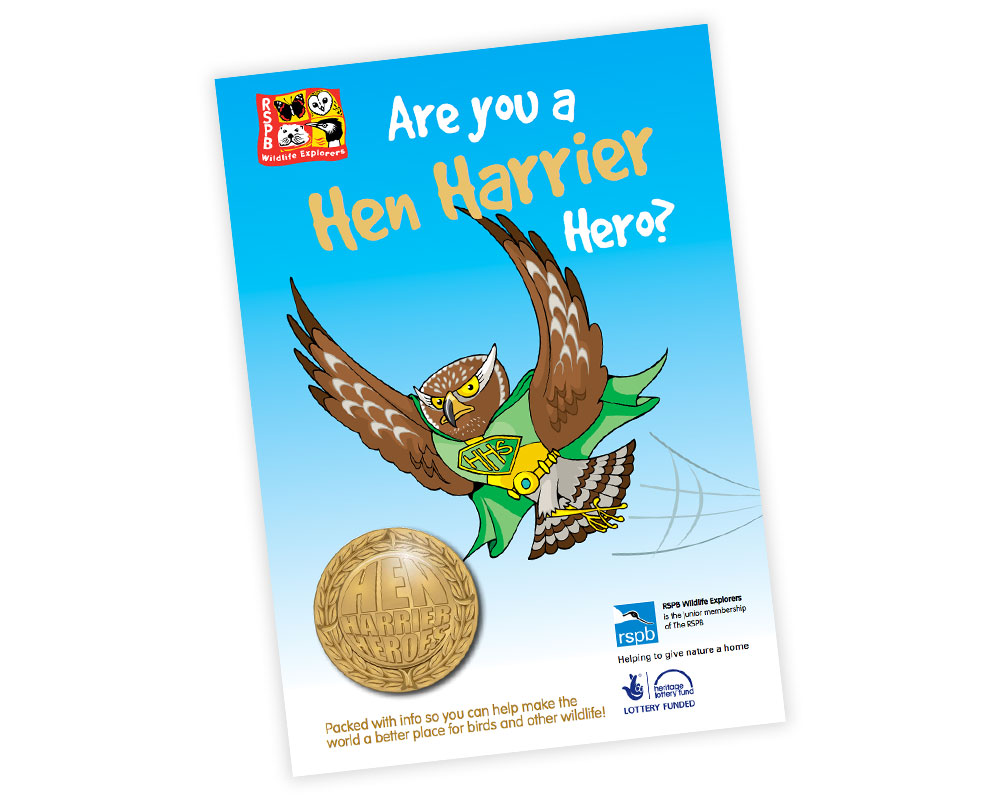 RSPB
Wildlife Explorers
Are you a
Hen Harrier
Hero?
HHS
HEN
HARRIER
HEROES
rspb
RSPB Wildlife Explorers
is the junior membership
of The RSPB
Helping to give nature a home
heritage
lottery fund
LOTTERY FUNDED
Packed with info so you can help make the
world a better place for birds and other wildlife!